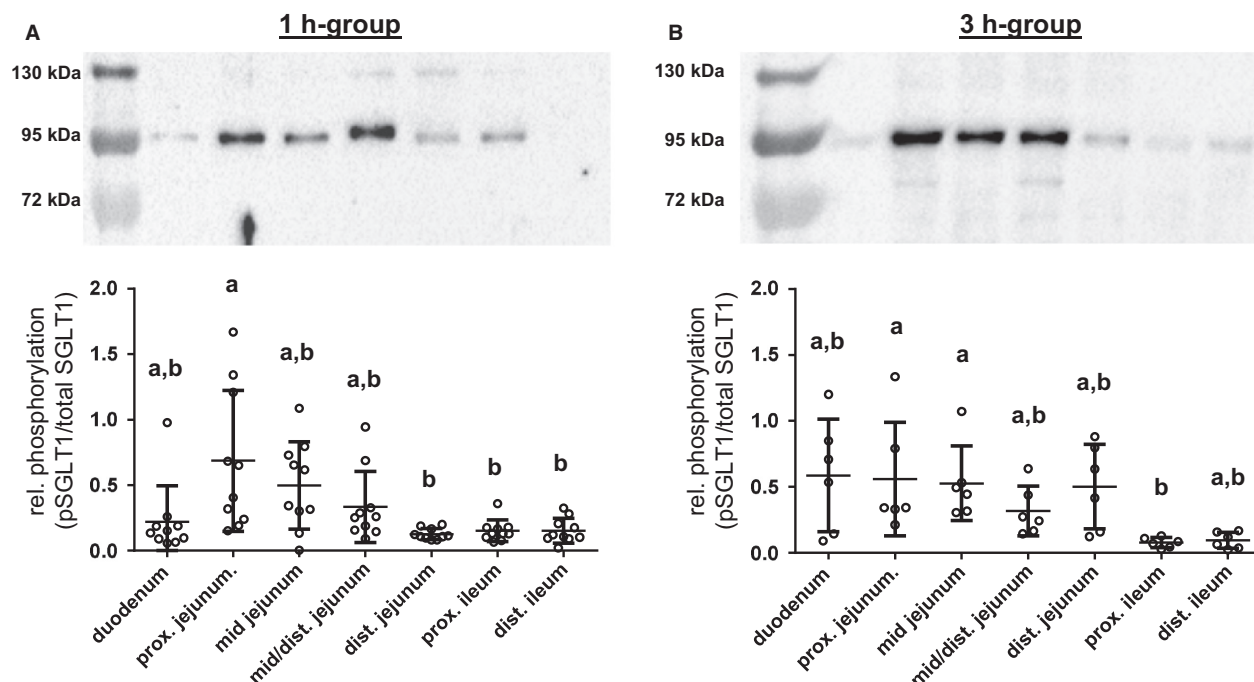 A
1 h-group
130 kDa
95 kDa
72 kDa
rel. phosphorylation
(pSGLT1/total SGLT1)
2.0
1.5
1.0
0.5
0.0
a,b
a
a,b
a,b
b
b
b
duodenum
prox. jejunum.
mid jejunum
mid/dist. jejunum
dist. jejunum
prox. ileum
dist. ileum
B
3 h-group
130 kDa
95 kDa
72 kDa
rel. phosphorylation
(pSGLT1/total SGLT1)
2.0
1.5
1.0
0.5
0.0
a,b
a
a
a,b
a,b
b
a,b
duodenum
prox. jejunum.
mid jejunum
mid/dist. jejunum
dist. jejunum
prox. ileum
dist. ileum